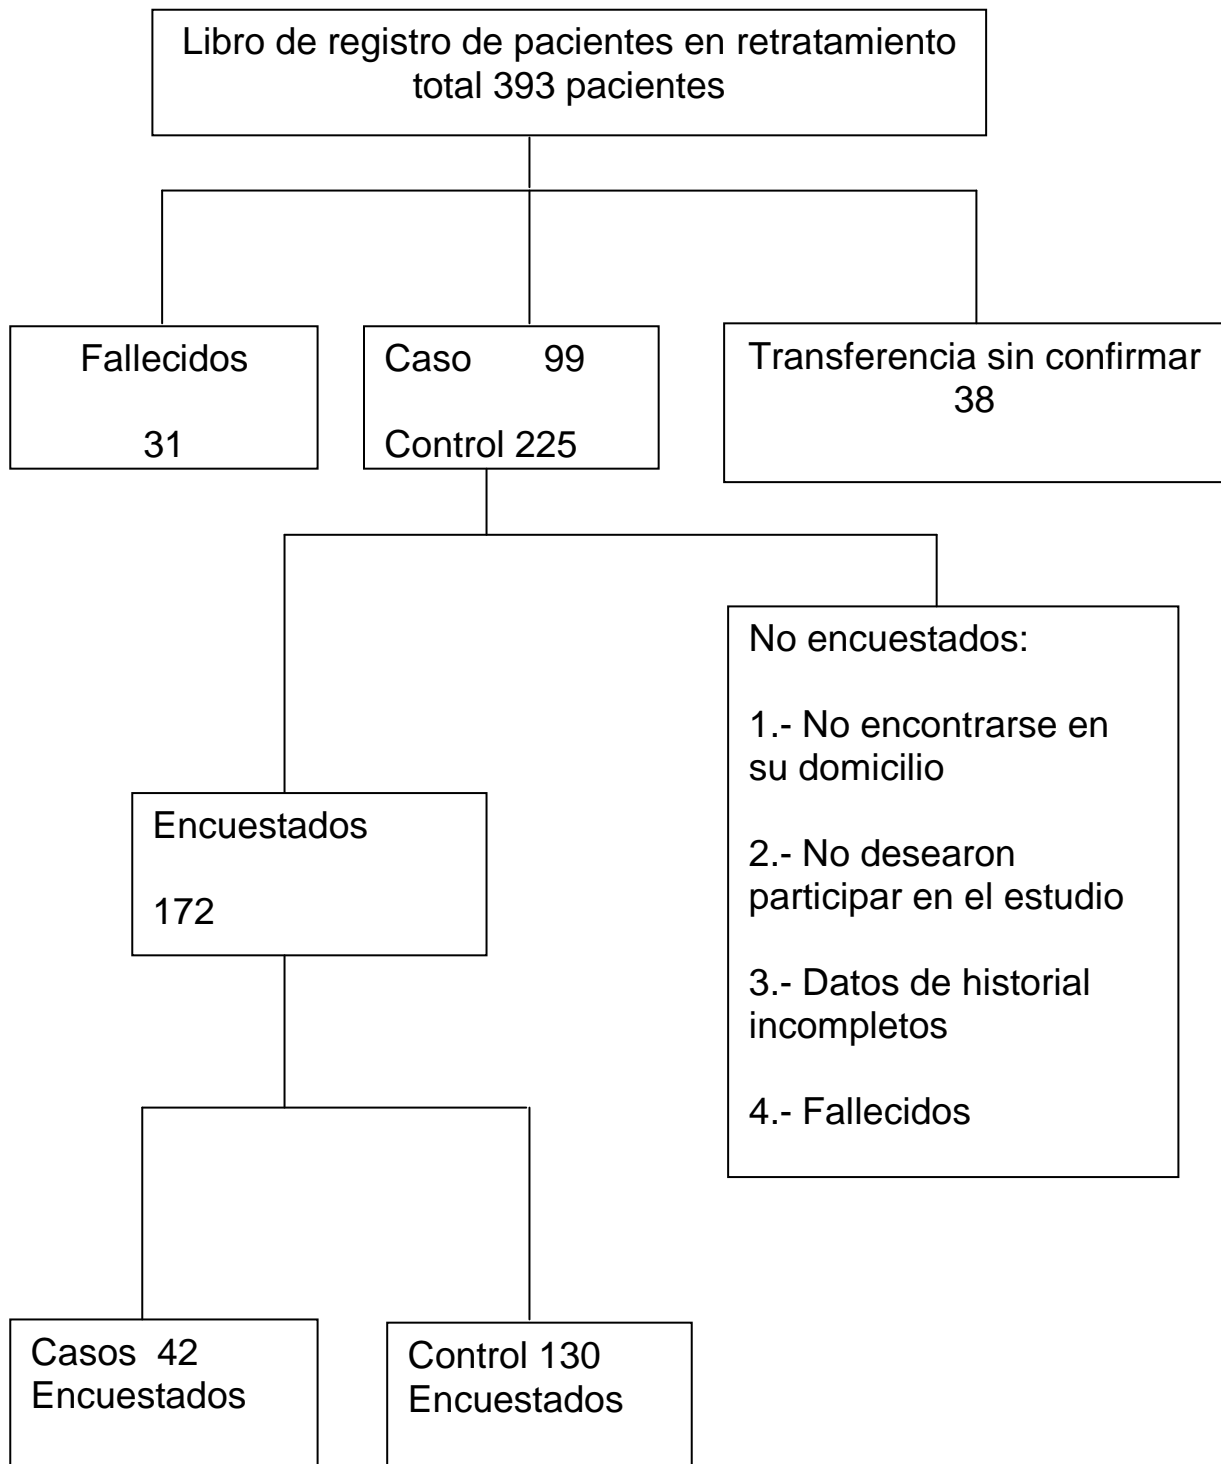 Libro de registro de pacientes en retratamiento
total 393 pacientes
Fallecidos
31
Caso 99
Control 225
Transferencia sin confirmar
38
No encuestados:
1.- No encontrarse en
su domicilio
2.- No desearon
participar en el estudio
3.- Datos de historial
incompletos
4.- Fallecidos
Encuestados
172
Casos 42
Encuestados
Control 130
Encuestados